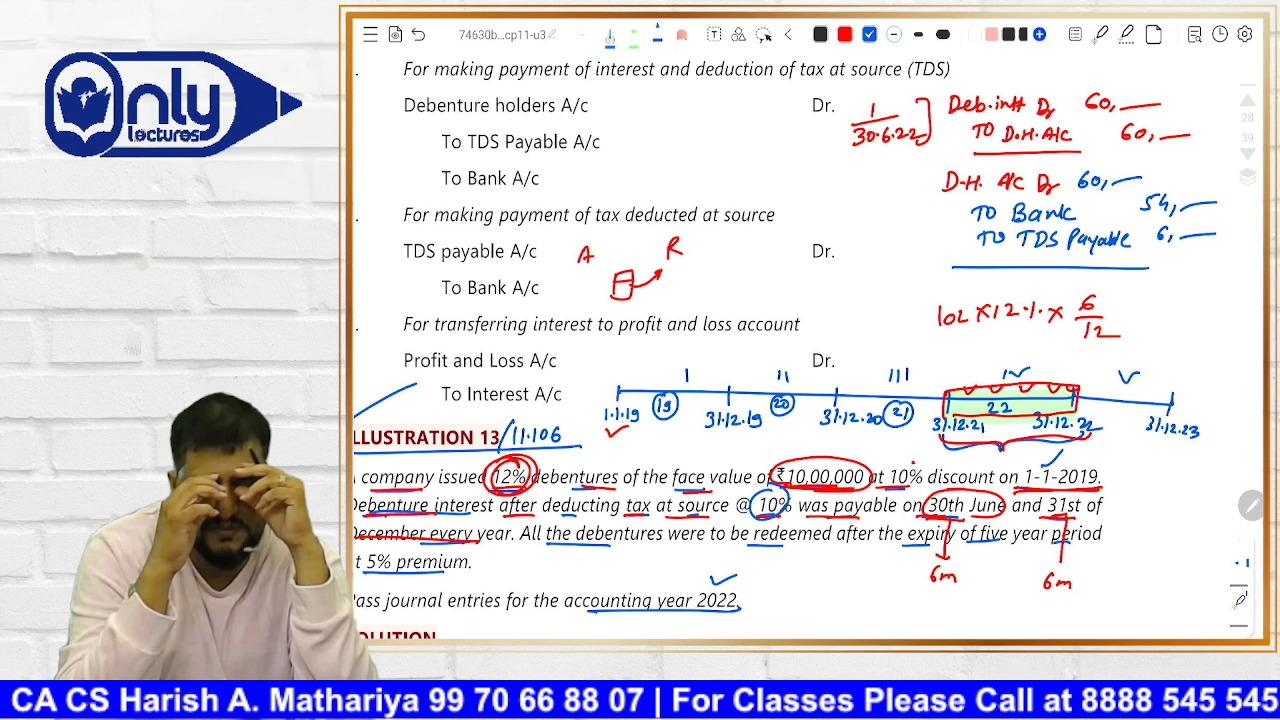 74630b...cp11-u3
nly
lectures
For making payment of interest and deduction of tax at source (TDS)
Debenture holders A/c Dr.
To TDS Payable A/c
To Bank A/c
For making payment of tax deducted at source
TDS payable A/c Dr.
To Bank A/c
For transferring interest to profit and loss account
Profit and Loss A/c Dr.
To Interest A/c
1
30.6.22
Deb.intt Dr 60,—
To D.H. A/c 60,—
D.H. A/c Dr 60,—
To Bank 54,—
To TDS Payable 6,—
A R
10L X 12% X 6/12
I II III IV V
19 20 21 22
1.1.19 31.12.19 31.12.20 31.12.21 31.12.22 31.12.23
LLUSTRATION 13 /11.106
company issued 12% debentures of the face value of ₹10,00,000 at 10% discount on 1-1-2019.
Debenture interest after deducting tax at source @ 10% was payable on 30th June and 31st of
December every year. All the debentures were to be redeemed after the expiry of five year period
t 5% premium.
6m 6m
ass journal entries for the accounting year 2022.
OLUTION
28
39
CA CS Harish A. Mathariya 99 70 66 88 07 | For Classes Please Call at 8888 545 545